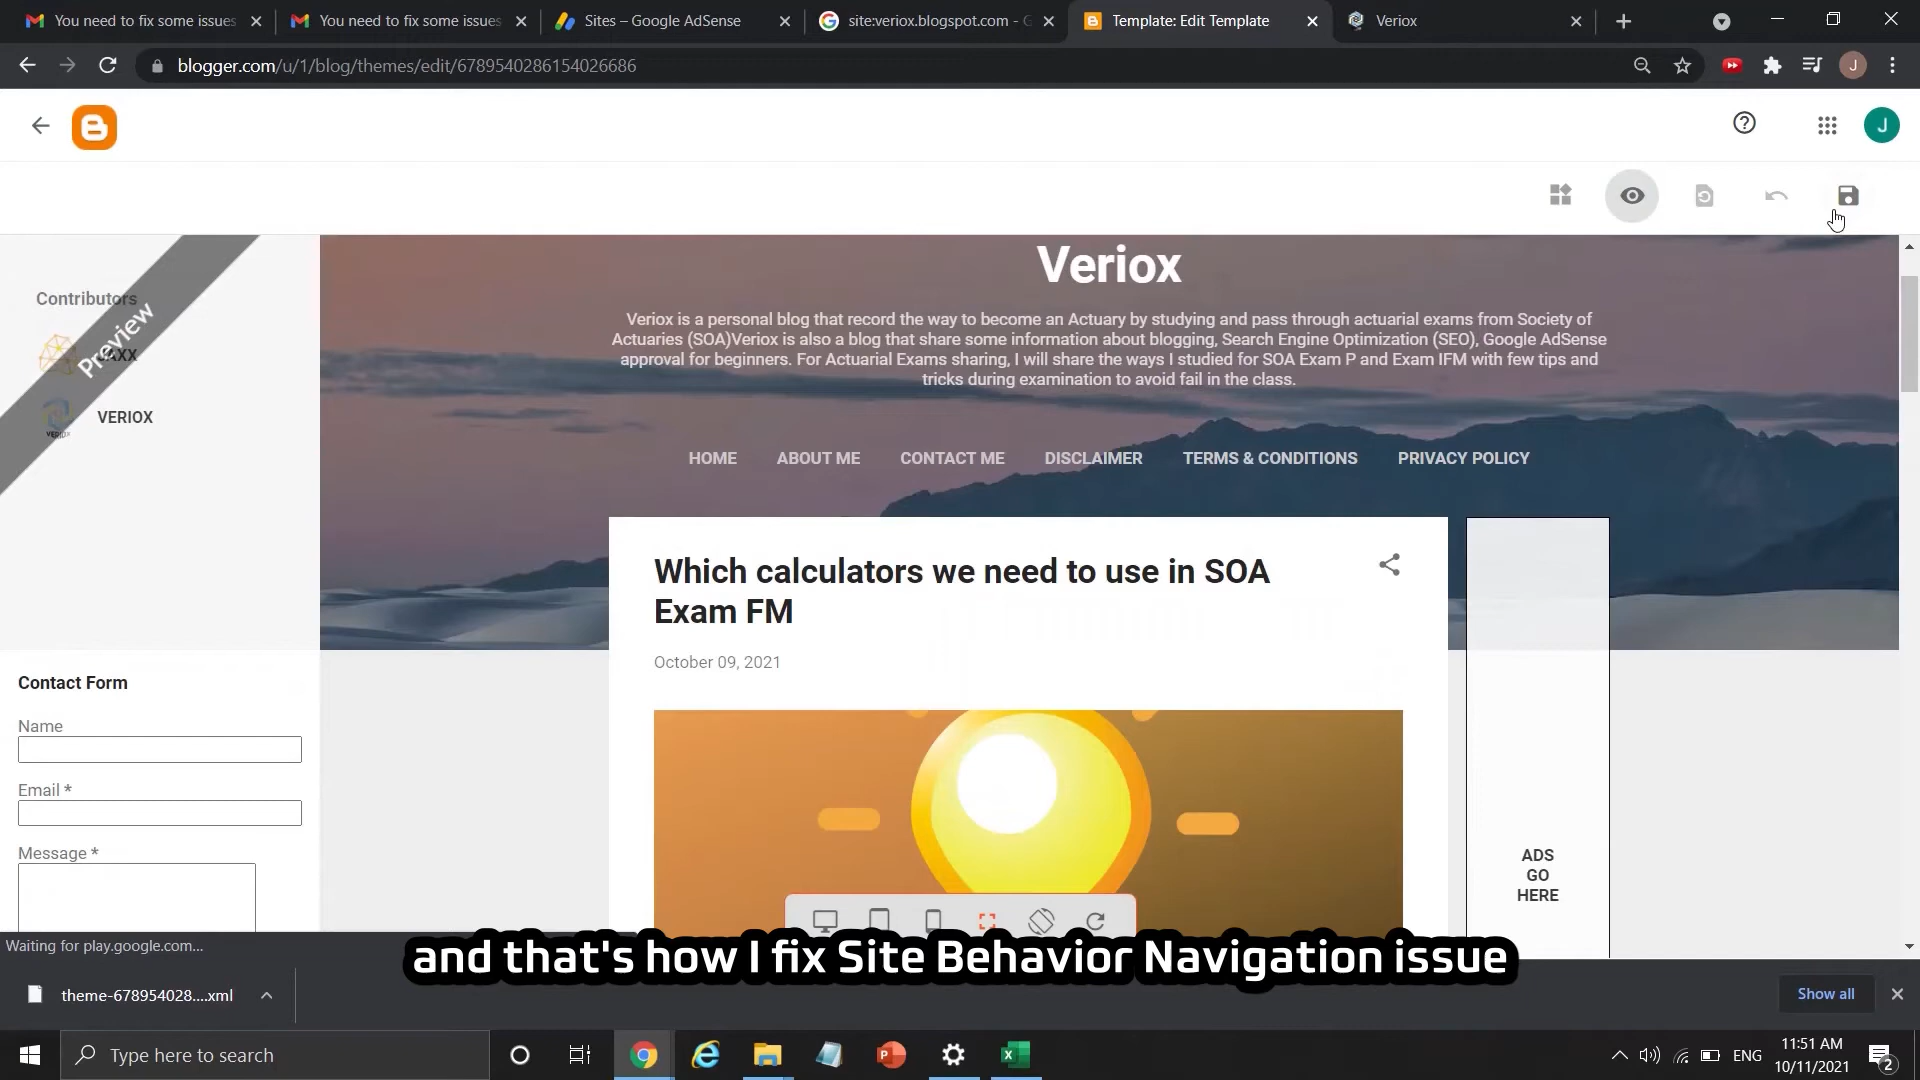 You need to fix some issues
You need to fix some issues
Sites – Google AdSense
site:veriox.blogspot.com - G
Template: Edit Template
Veriox
blogger.com/u/1/blog/themes/edit/6789540286154026686
J
J
Contributors
Preview
JAXX
VERIOX
VERIOX
Contact Form
Name
Email *
Message *
Veriox
Veriox is a personal blog that record the way to become an Actuary by studying and pass through actuarial exams from Society of
Actuaries (SOA)Veriox is also a blog that share some information about blogging, Search Engine Optimization (SEO), Google AdSense
approval for beginners. For Actuarial Exams sharing, I will share the ways I studied for SOA Exam P and Exam IFM with few tips and
tricks during examination to avoid fail in the class.
HOME ABOUT ME CONTACT ME DISCLAIMER TERMS & CONDITIONS PRIVACY POLICY
Which calculators we need to use in SOA
Exam FM
October 09, 2021
ADS
GO
HERE
Waiting for play.google.com...
and that's how I fix Site Behavior Navigation issue
theme-678954028....xml
Show all
Type here to search
ENG
11:51 AM
10/11/2021
2